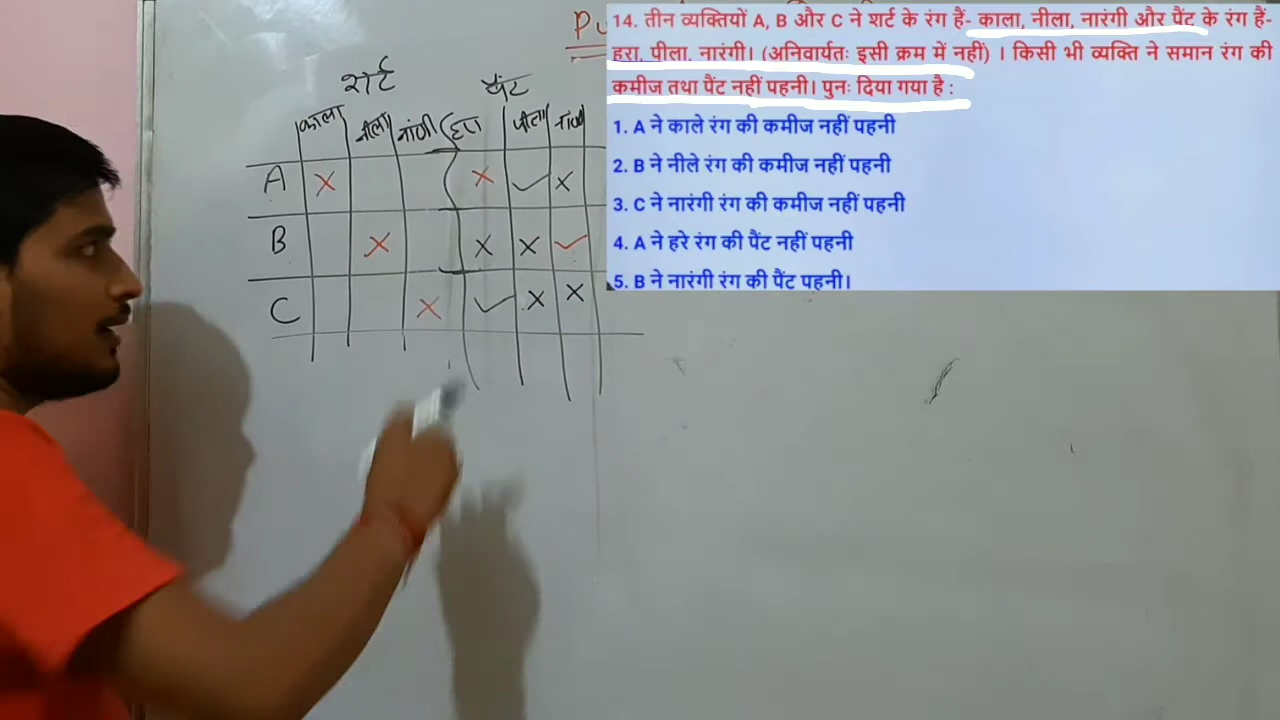 Pu
14. तीन व्यक्तियों A, B और C ने शर्ट के रंग हैं- काला, नीला, नारंगी और पैंट के रंग है-
हरा, पीला, नारंगी। (अनिवार्यतः इसी क्रम में नहीं) । किसी भी व्यक्ति ने समान रंग की
कमीज तथा पैंट नहीं पहनी। पुनः दिया गया है :
1. A ने काले रंग की कमीज नहीं पहनी
2. B ने नीले रंग की कमीज नहीं पहनी
3. C ने नारंगी रंग की कमीज नहीं पहनी
4. A ने हरे रंग की पैंट नहीं पहनी
5. B ने नारंगी रंग की पैंट पहनी।
शर्ट पैंट
काला नीला नारंगी हरा पीला
A X X ✓ X
B X X X ✓
C X ✓ X X